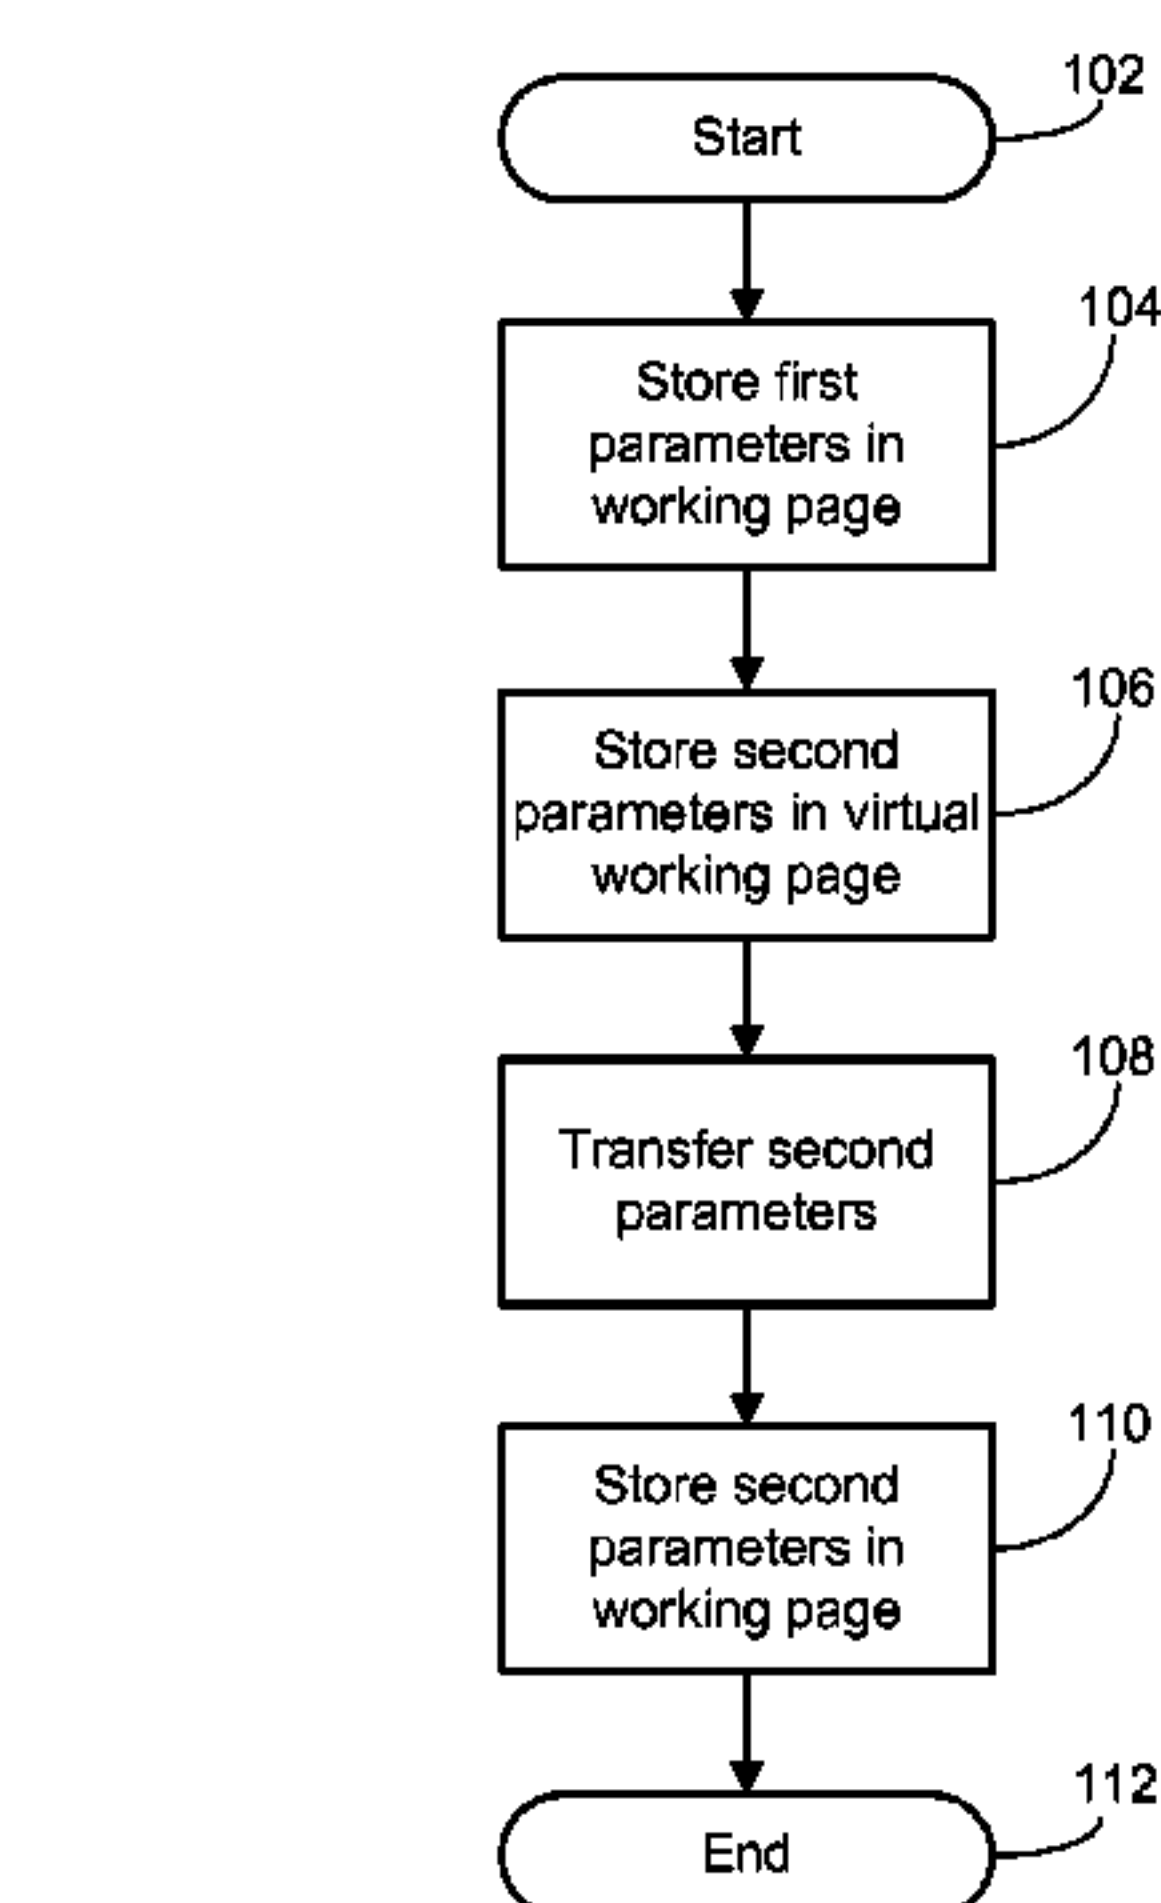 102
Start
104
Store first
parameters in
working page
106
Store second
parameters in virtual
working page
108
Transfer second
parameters
110
Store second
parameters in
working page
112
End